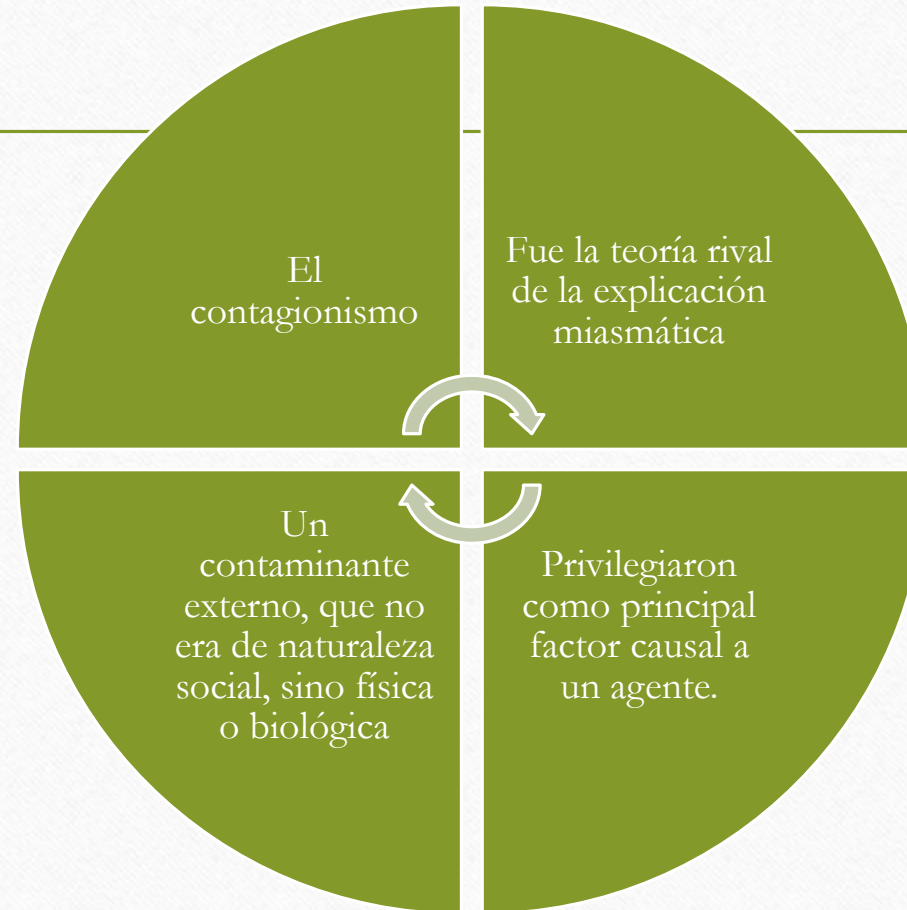 El
contagionismo
Fue la teoría rival
de la explicación
miasmática
Privilegiaron
como principal
factor causal a
un agente.
Un
contaminante
externo, que no
era de naturaleza
social, sino física
o biológica